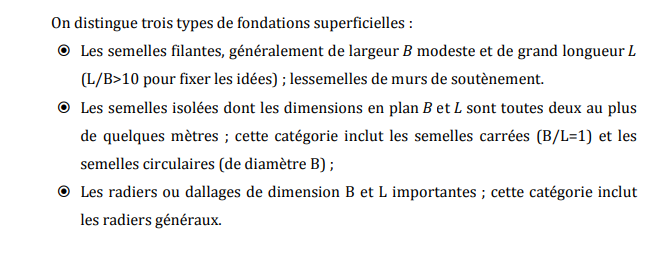 On distingue trois types de fondations superficielles :
◉ Les semelles filantes, généralement de largeur B modeste et de grand longueur L
(L/B>10 pour fixer les idées) ; lessemelles de murs de soutènement.
◉ Les semelles isolées dont les dimensions en plan B et L sont toutes deux au plus
de quelques mètres ; cette catégorie inclut les semelles carrées (B/L=1) et les
semelles circulaires (de diamètre B) ;
◉ Les radiers ou dallages de dimension B et L importantes ; cette catégorie inclut
les radiers généraux.